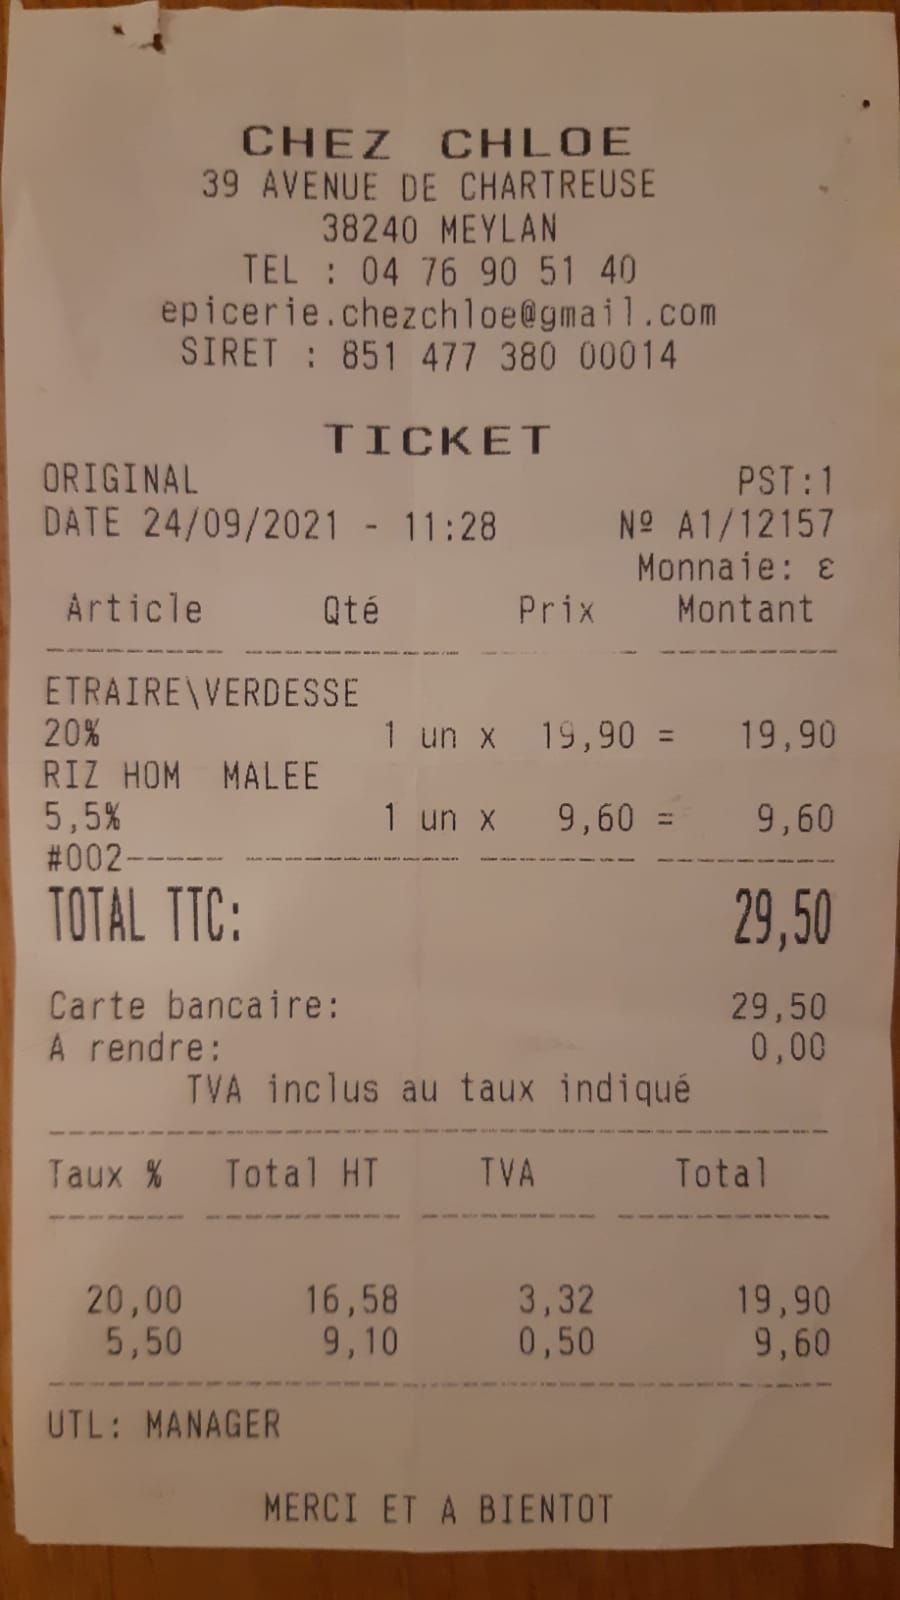 CHEZ CHLOE
39 AVENUE DE CHARTREUSE
38240 MEYLAN
TEL : 04 76 90 51 40
epicerie.chezchloe@gmail.com
SIRET : 851 477 380 00014
TICKET
ORIGINAL PST:1
DATE 24/09/2021 - 11:28 Nº A1/12157
Monnaie: ε
Article Qté Prix Montant
ETRAIRE\VERDESSE
20% 1 un x 19,90 = 19,90
RIZ HOM MALEE
5,5% 1 un x 9,60 = 9,60
#002
TOTAL TTC: 29,50
Carte bancaire: 29,50
A rendre: 0,00
TVA inclus au taux indiqué
Taux % Total HT TVA Total
20,00 16,58 3,32 19,90
5,50 9,10 0,50 9,60
UTL: MANAGER
MERCI ET A BIENTOT